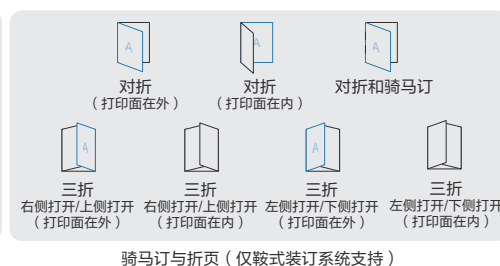 A
A
A
对折
对折
对折和骑马订
（打印面在外）
（打印面在内）
A
A
三折
三折
三折
三折
右侧打开/上侧打开
右侧打开/上侧打开
左侧打开/下侧打开
左侧打开/下侧打开
（打印面在外）
（打印面在内）
（打印面在外）
（打印面在内）
骑马订与折页（仅鞍式装订系统支持）